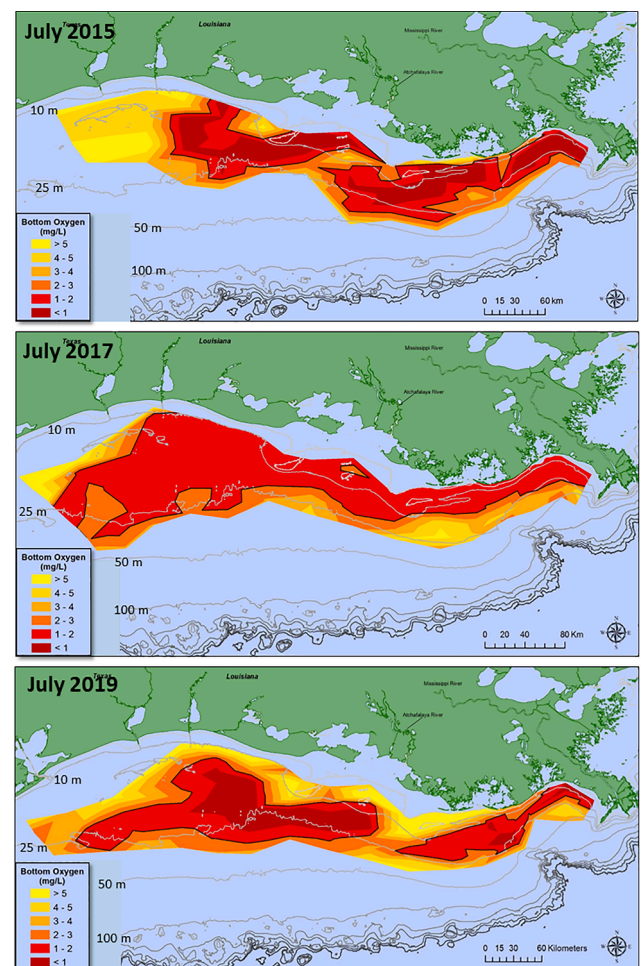 July 2015
Texas
Louisiana
Mississippi River
Atchafalaya River
10 m
25 m
50 m
100 m
Bottom Oxygen
(mg/L)
> 5
4 - 5
3 - 4
2 - 3
1 - 2
< 1
0 15 30 60 km
July 2017
Texas
Louisiana
Mississippi River
Atchafalaya River
10 m
25 m
50 m
100 m
Bottom Oxygen
(mg/L)
> 5
4 - 5
3 - 4
2 - 3
1 - 2
< 1
0 20 40 80 Km
July 2019
Texas
Louisiana
Mississippi River
Atchafalaya River
10 m
25 m
50 m
100 m
Bottom Oxygen
(mg/L)
> 5
4 - 5
3 - 4
2 - 3
1 - 2
< 1
0 15 30 60 Kilometers